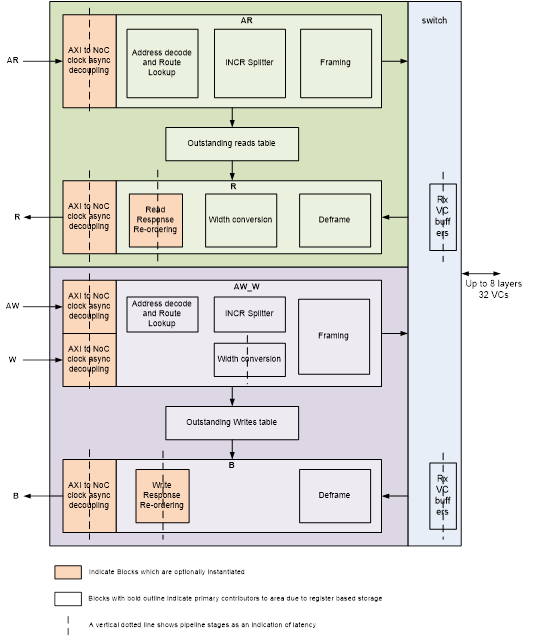 AR
switch
AXI to NoC
clock async
decoupling
Address decode
and Route
Lookup
INCR Splitter
Framing
AR
Outstanding reads table
R
AXI to NoC
clock async
decoupling
Read
Response
Re-ordering
Width conversion
Deframe
Rx
VC
buff
ers
R
Up to 8 layers
32 VCs
AW_W
AXI to NoC
clock async
decoupling
Address decode
and Route
Lookup
INCR Splitter
Framing
AW
AXI to NoC
clock async
decoupling
Width conversion
W
Outstanding Writes table
B
AXI to NoC
clock async
decoupling
Write
Response
Re-ordering
Deframe
Rx
VC
buff
ers
B
Indicate Blocks which are optionally instantiated
Blocks with bold outline indicate primary contributors to area due to register based storage
A vertical dotted line shows pipeline stages as an indication of latency